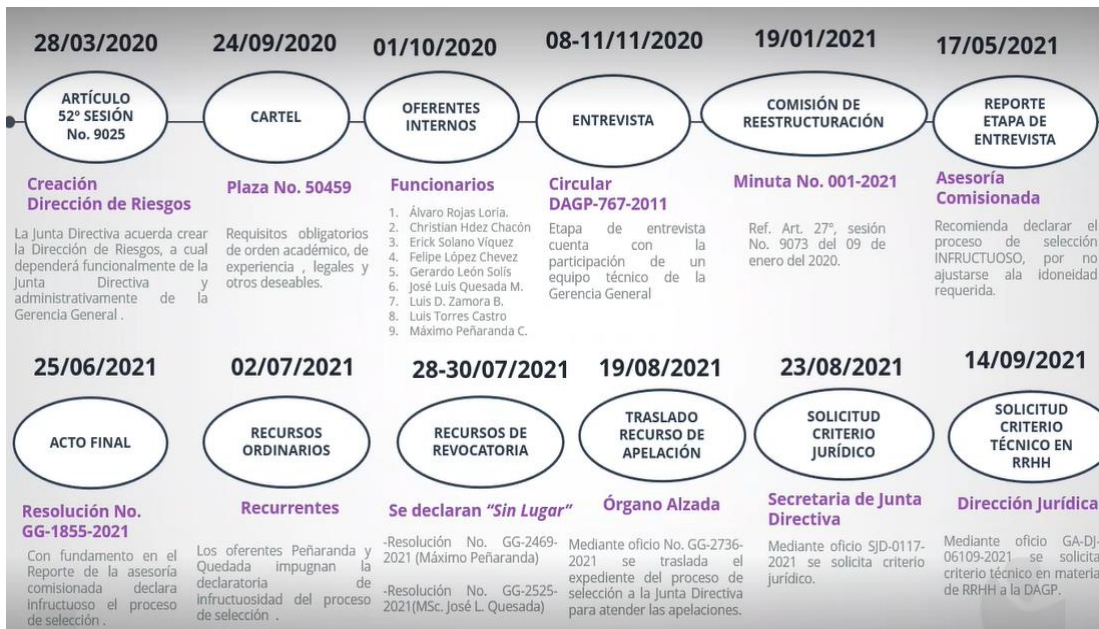 28/03/2020
24/09/2020
01/10/2020
08-11/11/2020
19/01/2021
17/05/2021
ARTÍCULO
52º SESIÓN
No. 9025
CARTEL
OFERENTES
INTERNOS
ENTREVISTA
COMISIÓN DE
REESTRUCTURACIÓN
REPORTE
ETAPA DE
ENTREVISTA
Creación
Dirección de Riesgos
La Junta Directiva acuerda crear
la Dirección de Riesgos, a cual
dependerá funcionalmente de la
Junta Directiva y
administrativamente de la
Gerencia General .
Plaza No. 50459
Requisitos obligatorios
de orden académico, de
experiencia , legales y
otros deseables.
Funcionarios
1. Álvaro Rojas Loria.
2. Christian Hdez Chacón
3. Erick Solano Víquez
4. Felipe López Chevez
5. Gerardo León Solís
6. José Luis Quesada M.
7. Luis D. Zamora B.
8. Luis Torres Castro
9. Máximo Peñaranda C.
Circular
DAGP-767-2011
Etapa de entrevista
cuenta con la
participación de un
equipo técnico de la
Gerencia General
Minuta No. 001-2021
Ref. Art. 27°, sesión
No. 9073 del 09 de
enero del 2020.
Asesoría
Comisionada
Recomienda declarar el
proceso de selección
INFRUCTUOSO, por no
ajustarse ala idoneidad
requerida.
25/06/2021
02/07/2021
28-30/07/2021
19/08/2021
23/08/2021
14/09/2021
ACTO FINAL
RECURSOS
ORDINARIOS
RECURSOS DE
REVOCATORIA
TRASLADO
RECURSO DE
APELACIÓN
SOLICITUD
CRITERIO
JURÍDICO
SOLICITUD
CRITERIO
TÉCNICO EN
RRHH
Resolución No.
GG-1855-2021
Con fundamento en el
Reporte de la asesoría
comisionada declara
infructuoso el proceso
de selección .
Recurrentes
Los oferentes Peñaranda y
Quedada impugnan la
declaratoria de
infructuosidad del proceso
de selección .
Se declaran "Sin Lugar"
-Resolución No. GG-2469-
2021 (Máximo Peñaranda)
-Resolución No. GG-2525-
2021(MSc. José L. Quesada)
Órgano Alzada
Mediante oficio No. GG-2736-
2021 se traslada el
expediente del proceso de
selección a la Junta Directiva
para atender las apelaciones.
Secretaria de Junta
Directiva
Mediante oficio SJD-0117-
2021 se solicita criterio
jurídico.
Dirección Jurídica
Mediante oficio GA-DJ-
06109-2021 se solicita
criterio técnico en materia
de RRHH a la DAGP.